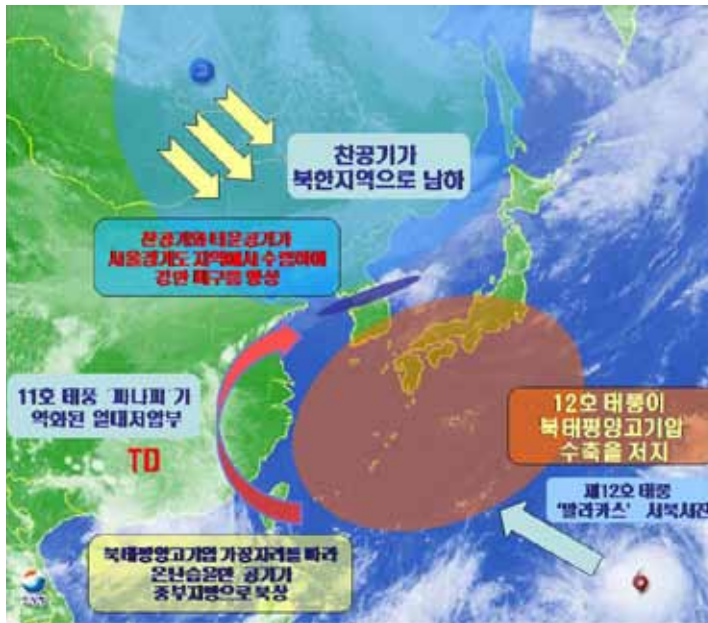 고
찬공기가
북한지역으로 남하
찬공기와 더운공기가
서울경기도 지역에서 수렴하여
강한 비구름 형성
11호 태풍 '파나피'가
약화된 열대저압부
TD
12호 태풍이
북태평양고기압
수축을 저지
제12호 태풍
'말라카스' 서북서진
북태평양고기압 가장자리를 따라
온난습윤한 공기가
중부지방으로 북상